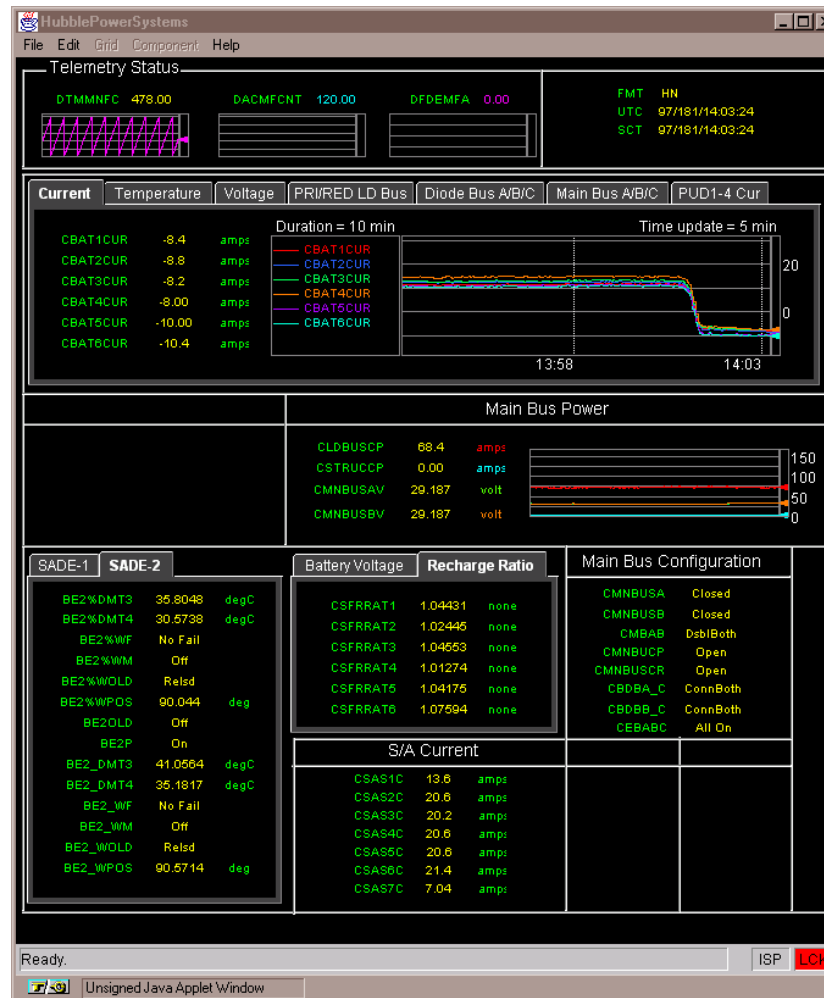 HubblePowerSystems
File Edit Grid Component Help
Telemetry Status
DTMMNFC 478.00 DACMFCNT 120.00 DFDEMFA 0.00
FMT HN
UTC 97/181/14:03:24
SCT 97/181/14:03:24
Current Temperature Voltage PRI/RED LD Bus Diode Bus A/B/C Main Bus A/B/C PUD1-4 Cur
Duration = 10 min Time update = 5 min
CBAT1CUR -8.4 amps
CBAT2CUR -8.8 amps
CBAT3CUR -8.2 amps
CBAT4CUR -8.00 amps
CBAT5CUR -10.00 amps
CBAT6CUR -10.4 amps
CBAT1CUR
CBAT2CUR
CBAT3CUR
CBAT4CUR
CBAT5CUR
CBAT6CUR
20
0
13:58 14:03
Main Bus Power
CLDBUSCP 68.4 amps
CSTRUCCP 0.00 amps
CMNBUSAV 29.187 volt
CMNBUSBV 29.187 volt
150
100
50
0
SADE-1 SADE-2
BE2%DMT3 35.8048 degC
BE2%DMT4 30.5738 degC
BE2%WF No Fail
BE2%WM Off
BE2%WOLD Relsd
BE2%WPOS 90.044 deg
BE2OLD Off
BE2P On
BE2_DMT3 41.0564 degC
BE2_DMT4 35.1817 degC
BE2_WF No Fail
BE2_WM Off
BE2_WOLD Relsd
BE2_WPOS 90.5714 deg
Battery Voltage Recharge Ratio
CSFRRAT1 1.04431 none
CSFRRAT2 1.02445 none
CSFRRAT3 1.04553 none
CSFRRAT4 1.01274 none
CSFRRAT5 1.04175 none
CSFRRAT6 1.07594 none
Main Bus Configuration
CMNBUSA Closed
CMNBUSB Closed
CMBAB DsblBoth
CMNBUCP Open
CMNBUSCR Open
CBDBA_C ConnBoth
CBDBB_C ConnBoth
CEBABC All On
S/A Current
CSAS1C 13.6 amps
CSAS2C 20.6 amps
CSAS3C 20.2 amps
CSAS4C 20.6 amps
CSAS5C 20.6 amps
CSAS6C 21.4 amps
CSAS7C 7.04 amps
Ready. ISP LCK
Unsigned Java Applet Window